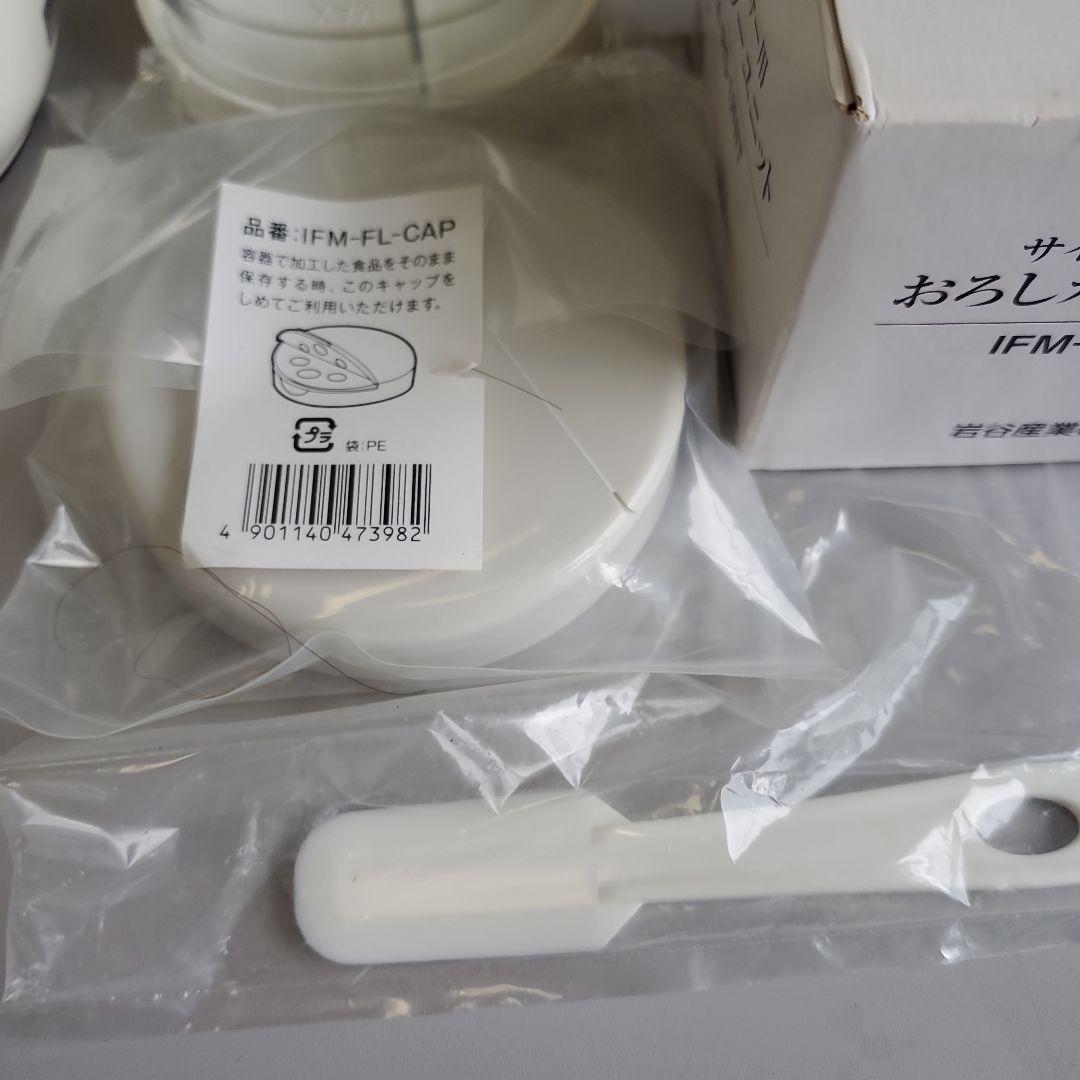 MAX
品番:IFM-FL-CAP
容器で加工した食品をそのまま
保存する時、このキャップを
しめてご利用いただけます。
プラ
袋:PE
4 901140 473982
サイ
おろしカ
IFM-
岩谷産業